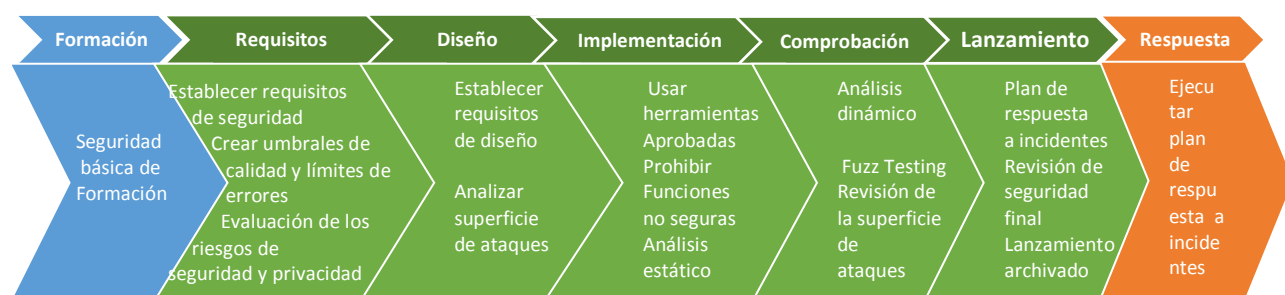 Formación
Requisitos
Diseño
Implementación
Comprobación
Lanzamiento
Respuesta
Seguridad
básica de
Formación
Establecer requisitos
de seguridad
Crear umbrales de
calidad y límites de
errores
Evaluación de los
riesgos de
seguridad y privacidad
Establecer
requisitos
de diseño
Analizar
superficie
de ataques
Usar
herramientas
Aprobadas
Prohibir
Funciones
no seguras
Análisis
estático
Análisis
dinámico
Fuzz Testing
Revisión de
la superficie
de
ataques
Plan de
respuesta
a incidentes
Revisión de
seguridad
final
Lanzamiento
archivado
Ejecu
tar
plan
de
respu
esta a
incide
ntes